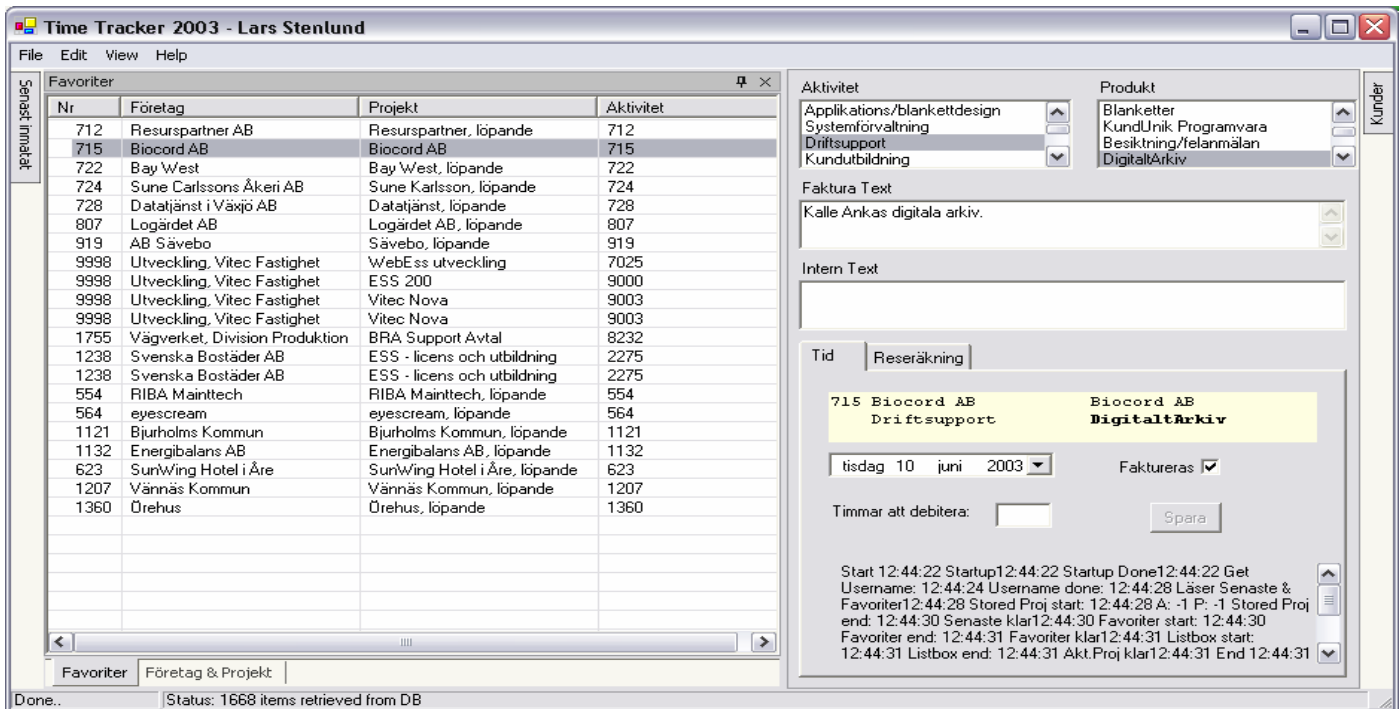 Time Tracker 2003 - Lars Stenlund
File Edit View Help
Senast inmatat
Favoriter
Nr Företag Projekt Aktivitet
712 Resurspartner AB Resurspartner, löpande 712
715 Biocord AB Biocord AB 715
722 Bay West Bay West, löpande 722
724 Sune Carlssons Åkeri AB Sune Karlsson, löpande 724
728 Datatjänst i Växjö AB Datatjänst, löpande 728
807 Logärdet AB Logärdet AB, löpande 807
919 AB Sävebo Sävebo, löpande 919
9998 Utveckling, Vitec Fastighet WebEss utveckling 7025
9998 Utveckling, Vitec Fastighet ESS 200 9000
9998 Utveckling, Vitec Fastighet Vitec Nova 9003
9998 Utveckling, Vitec Fastighet Vitec Nova 9003
1755 Vägverket, Division Produktion BRA Support Avtal 8232
1238 Svenska Bostäder AB ESS - licens och utbildning 2275
1238 Svenska Bostäder AB ESS - licens och utbildning 2275
554 RIBA Mainttech RIBA Mainttech, löpande 554
564 eyescream eyescream, löpande 564
1121 Bjurholms Kommun Bjurholms Kommun, löpande 1121
1132 Energibalans AB Energibalans AB, löpande 1132
623 SunWing Hotel i Åre SunWing Hotel i Åre, löpande 623
1207 Vännäs Kommun Vännäs Kommun, löpande 1207
1360 Örehus Örehus, löpande 1360
Favoriter Företag & Projekt
Aktivitet
Applikations/blankettdesign
Systemförvaltning
Driftsupport
Kundutbildning
Produkt
Blanketter
KundUnik Programvara
Besiktning/felanmälan
DigitaltArkiv
Kunder
Faktura Text
Kalle Ankas digitala arkiv.
Intern Text
Tid Reseräkning
715 Biocord AB Biocord AB
Driftsupport DigitaltArkiv
tisdag 10 juni 2003 Faktureras
Timmar att debitera: Spara
Start 12:44:22 Startup12:44:22 Startup Done12:44:22 Get
Username: 12:44:24 Username done: 12:44:28 Läser Senaste &
Favoriter12:44:28 Stored Proj start: 12:44:28 A: -1 P: -1 Stored Proj
end: 12:44:30 Senaste klar12:44:30 Favoriter start: 12:44:30
Favoriter end: 12:44:31 Favoriter klar12:44:31 Listbox start:
12:44:31 Listbox end: 12:44:31 Akt.Proj klar12:44:31 End 12:44:31
Done.. Status: 1668 items retrieved from DB